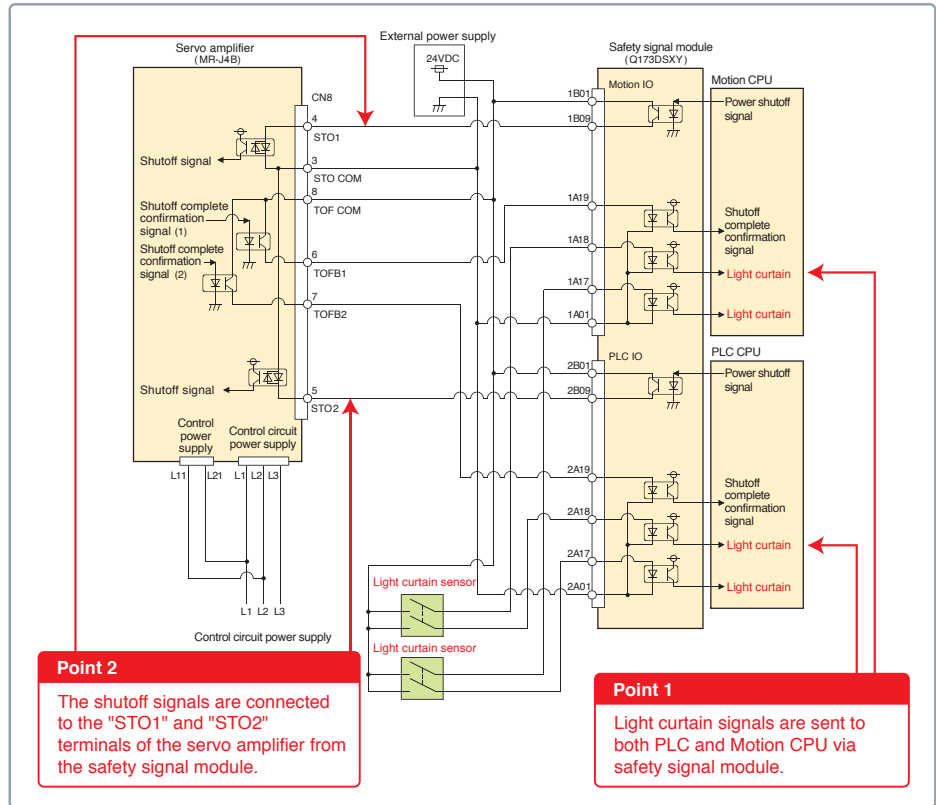 External power supply
24VDC
Servo amplifier
(MR-J4B)
CN8
4
STO1
Shutoff signal
3
STO COM
8
TOF COM
Shutoff complete
confirmation
signal (1)
Shutoff complete
confirmation
signal (2)
6
TOFB1
7
TOFB2
Shutoff signal
5
STO2
Control
power
supply
Control circuit
power supply
L11
L21
L1
L2
L3
L1
L2
L3
Control circuit power supply
Safety signal module
(Q173DSXY)
Motion IO
1B01
1B09
1A19
1A18
1A17
1A01
PLC IO
2B01
2B09
2A19
2A18
2A17
2A01
Motion CPU
Power shutoff
signal
Shutoff
complete
confirmation
signal
Light curtain
Light curtain
PLC CPU
Power shutoff
signal
Shutoff
complete
confirmation
signal
Light curtain
Light curtain
Light curtain sensor
Light curtain sensor
Point 2
The shutoff signals are connected
to the "STO1" and "STO2"
terminals of the servo amplifier from
the safety signal module.
Point 1
Light curtain signals are sent to
both PLC and Motion CPU via
safety signal module.